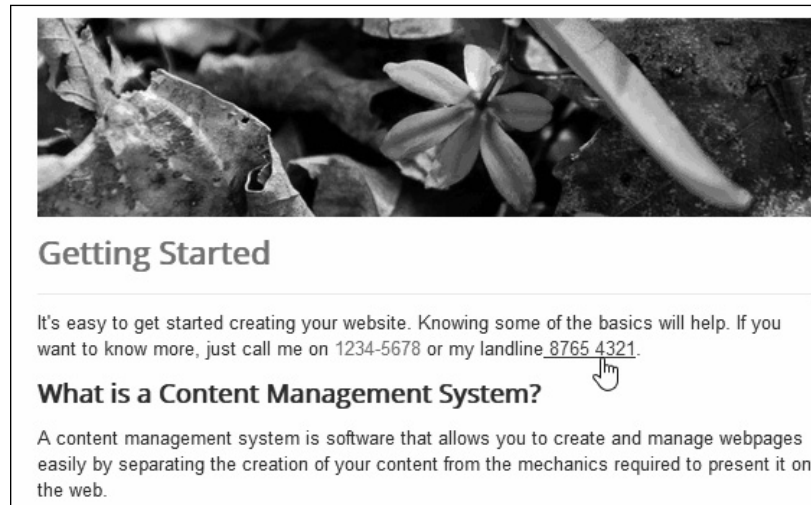 Getting Started
It's easy to get started creating your website. Knowing some of the basics will help. If you
want to know more, just call me on 1234-5678 or my landline 8765 4321.
What is a Content Management System?
A content management system is software that allows you to create and manage webpages
easily by separating the creation of your content from the mechanics required to present it on
the web.